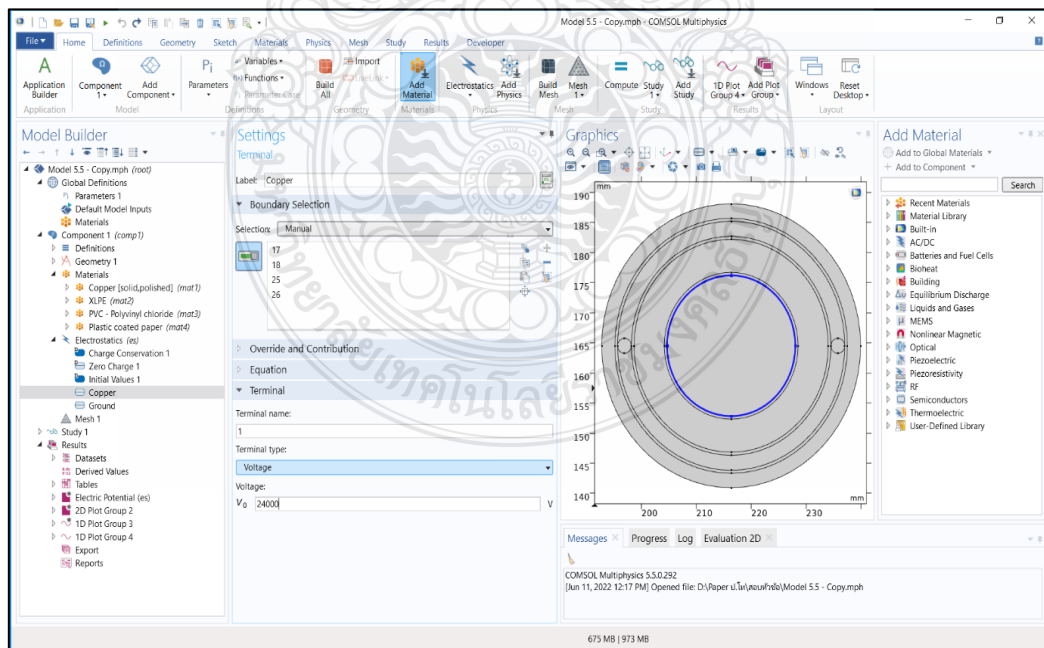 Model 5.5 - Copy.mph - COMSOL Multiphysics
File Home Definitions Geometry Sketch Materials Physics Mesh Study Results Developer
Application Builder
Component 1
Add Component
Parameters
Variables
Functions
Parameter Case
Build All
Import
LiveLink
Add Material
Electrostatics
Add Physics
Build Mesh
Mesh 1
Compute
Study 1
Add Study
1D Plot Group 4
Add Plot Group
Windows
Reset Desktop
Application Model Definitions Geometry Materials Physics Mesh Study Results Layout
Model Builder
Model 5.5 - Copy.mph (root)
Global Definitions
Parameters 1
Default Model Inputs
Materials
Component 1 (comp1)
Definitions
Geometry 1
Materials
Copper [solid,polished] (mat1)
XLPE (mat2)
PVC - Polyvinyl chloride (mat3)
Plastic coated paper (mat4)
Electrostatics (es)
Charge Conservation 1
Zero Charge 1
Initial Values 1
Copper
Ground
Mesh 1
Study 1
Results
Datasets
Derived Values
Tables
Electric Potential (es)
2D Plot Group 2
1D Plot Group 3
1D Plot Group 4
Export
Reports
Settings
Terminal
Label: Copper
Boundary Selection
Selection: Manual
17
18
25
26
Override and Contribution
Equation
Terminal
Terminal name:
1
Terminal type:
Voltage
Voltage:
V0 24000 V
Graphics
mm
190
185
180
175
170
165
160
155
150
145
140
200 210 220 230
mm
Messages Progress Log Evaluation 2D
COMSOL Multiphysics 5.5.0.292
[Jun 11, 2022 12:17 PM] Opened file: D:\Paper ป.โท\สอบหัวข้อ\Model 5.5 - Copy.mph
Add Material
Add to Global Materials
Add to Component
Search
Recent Materials
Material Library
Built-in
AC/DC
Batteries and Fuel Cells
Bioheat
Building
Equilibrium Discharge
Liquids and Gases
MEMS
Nonlinear Magnetic
Optical
Piezoelectric
Piezoresistivity
RF
Semiconductors
Thermoelectric
User-Defined Library
675 MB | 973 MB